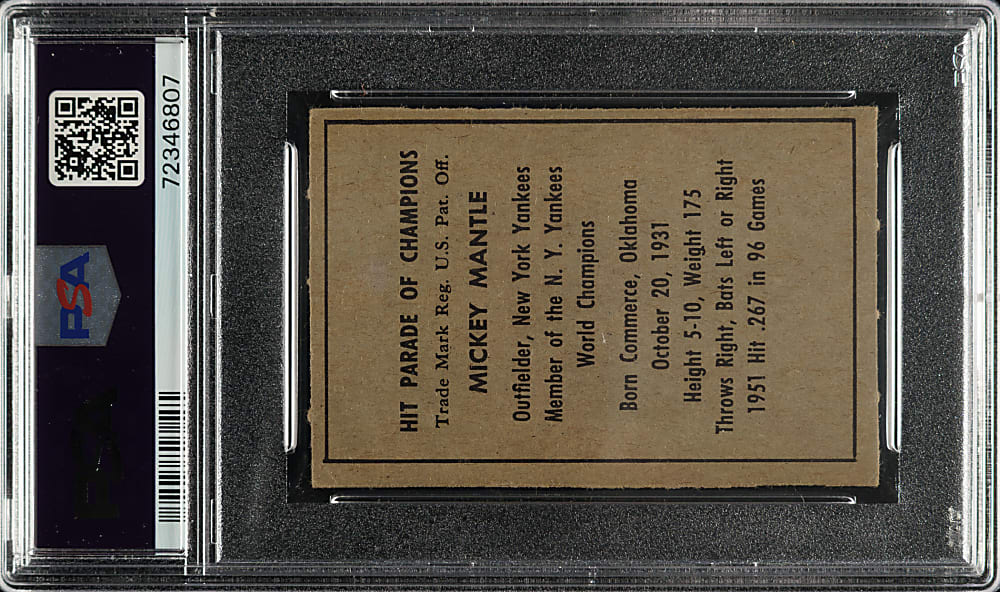 72346807
PSA
HIT PARADE OF CHAMPIONS
Trade Mark Reg. U.S. Pat. Off.
MICKEY MANTLE
Outfielder, New York Yankees
Member of the N. Y. Yankees
World Champions
Born Commerce, Oklahoma
October 20, 1931
Height 5-10, Weight 175
Throws Right, Bats Left or Right
1951 Hit .267 in 96 Games